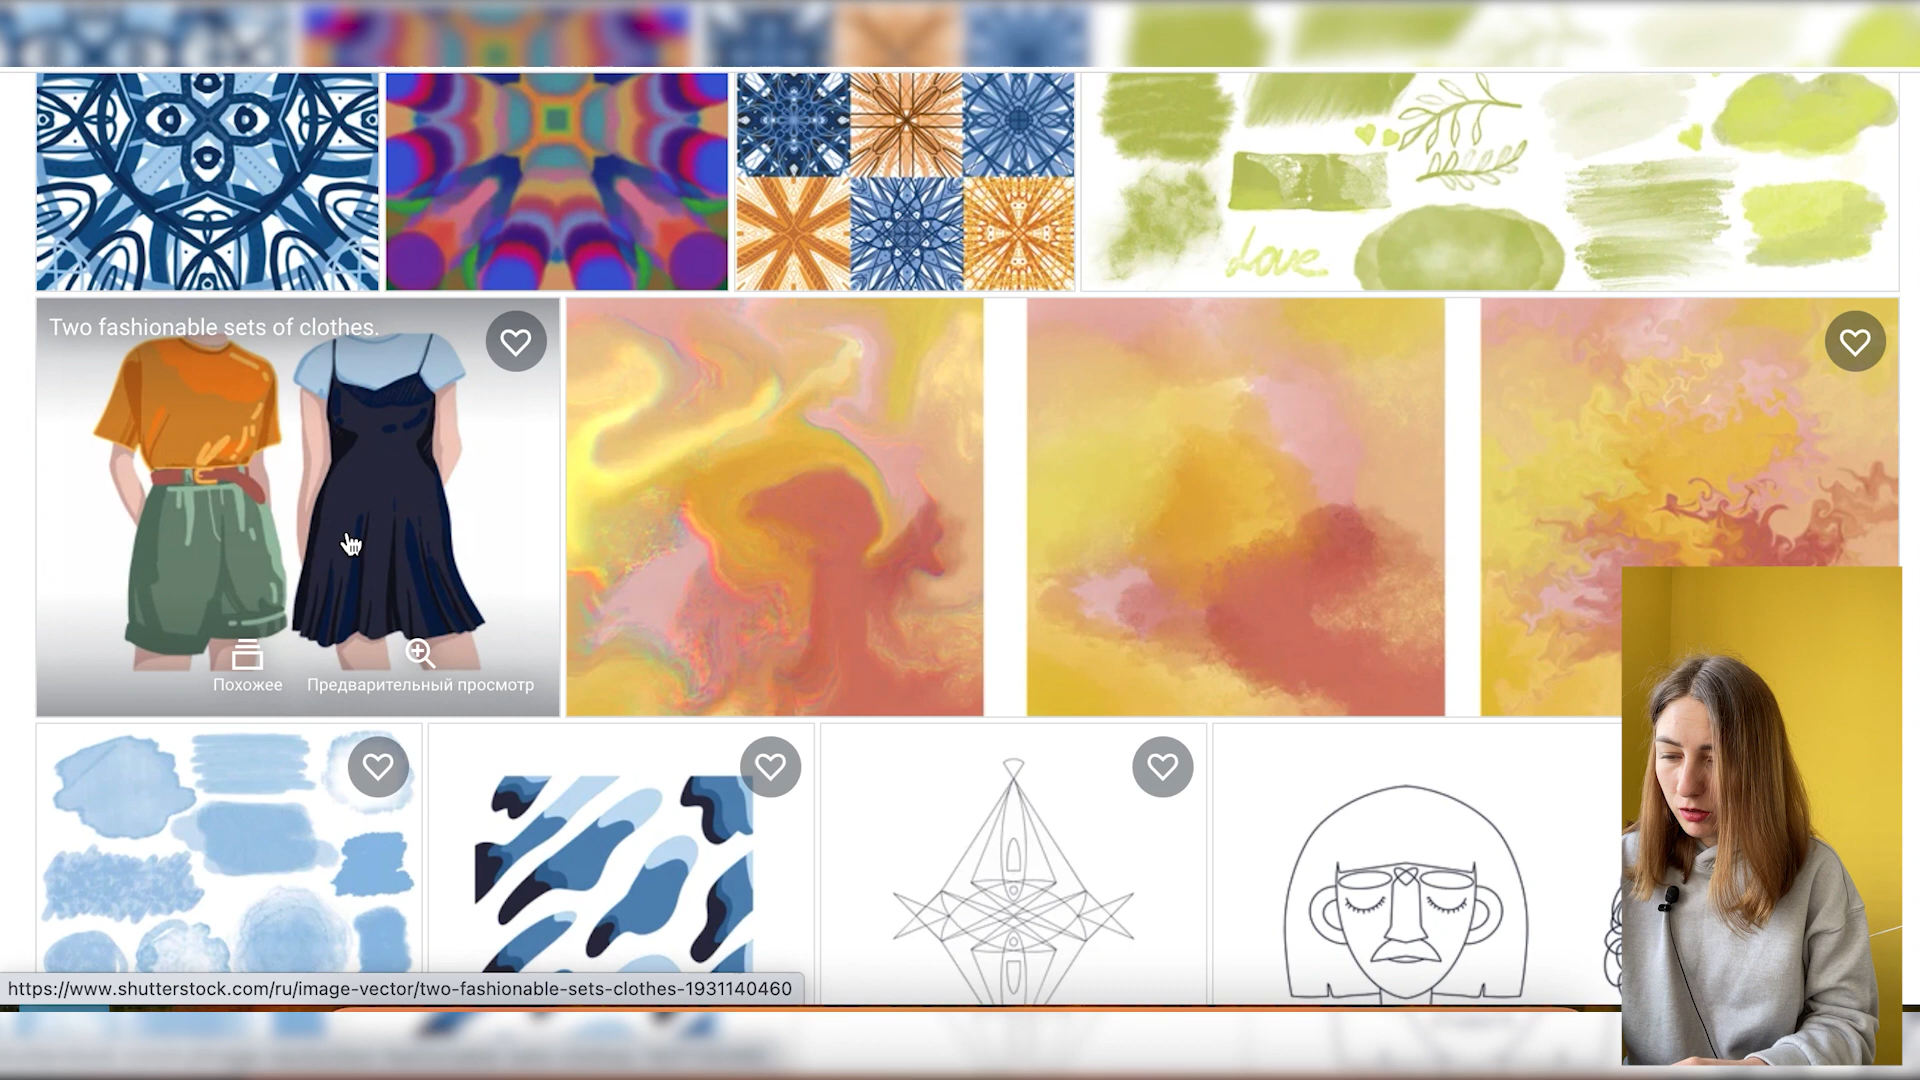 Love
Two fashionable sets of clothes.
Похожее
Предварительный просмотр
https://www.shutterstock.com/ru/image-vector/two-fashionable-sets-clothes-1931140460